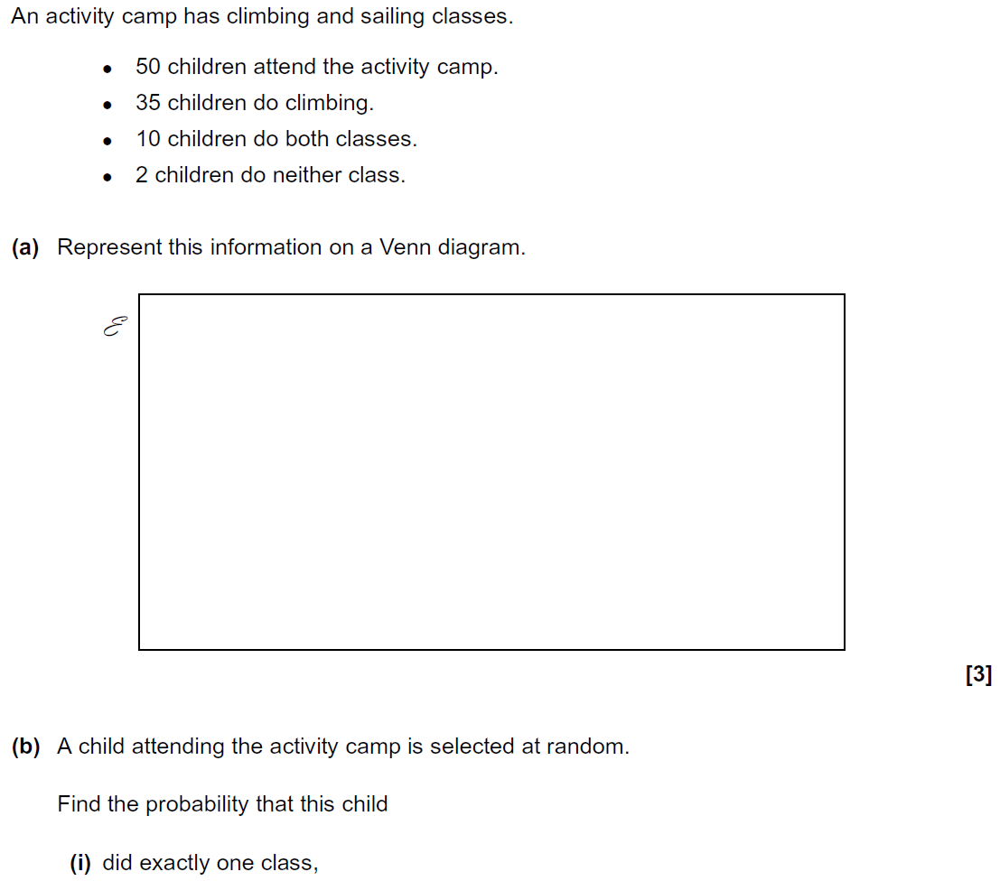 An activity camp has climbing and sailing classes.
• 50 children attend the activity camp.
• 35 children do climbing.
• 10 children do both classes.
• 2 children do neither class.
(a) Represent this information on a Venn diagram.
ℰ
[3]
(b) A child attending the activity camp is selected at random.
Find the probability that this child
(i) did exactly one class,